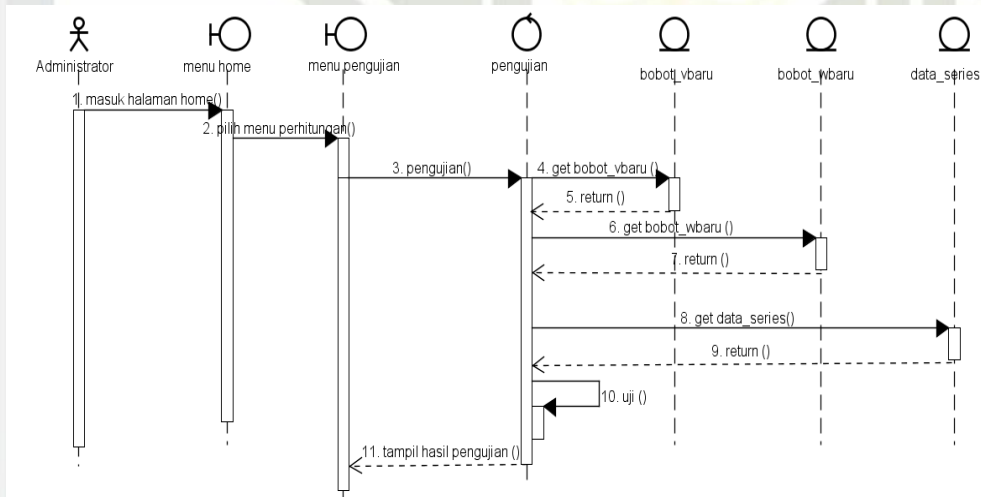 Administrator
menu home
menu pengujian
pengujian
bobot_vbaru
bobot_wbaru
data_series
1. masuk halaman home()
2. pilih menu perhitungan()
3. pengujian()
4. get bobot_vbaru ()
5. return ()
6. get bobot_wbaru ()
7. return ()
8. get data_series()
9. return ()
10. uji ()
11. tampil hasil pengujian ()